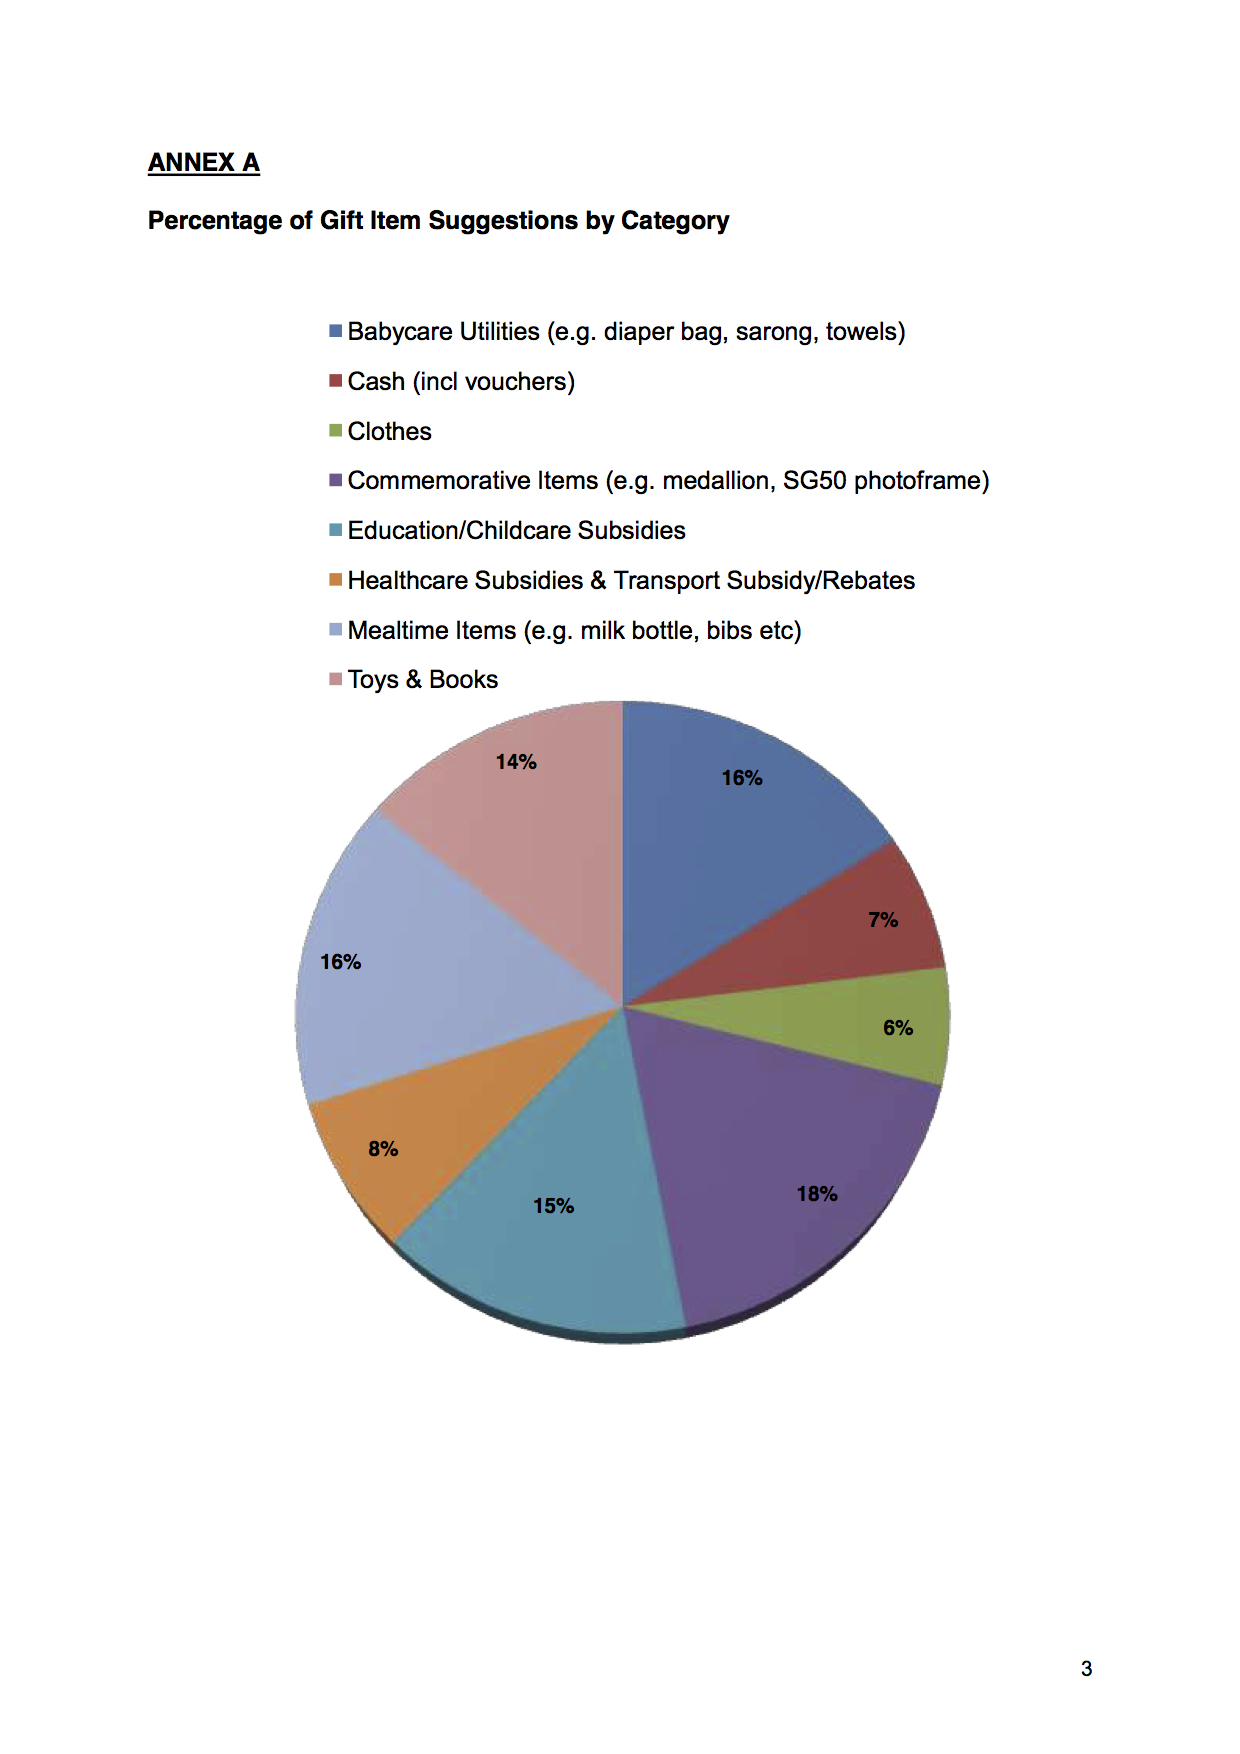 ANNEX A
Percentage of Gift Item Suggestions by Category
Babycare Utilities (e.g. diaper bag, sarong, towels)
Cash (incl vouchers)
Clothes
Commemorative Items (e.g. medallion, SG50 photoframe)
Education/Childcare Subsidies
Healthcare Subsidies & Transport Subsidy/Rebates
Mealtime Items (e.g. milk bottle, bibs etc)
Toys & Books
14%
16%
7%
16%
6%
8%
18%
15%
3